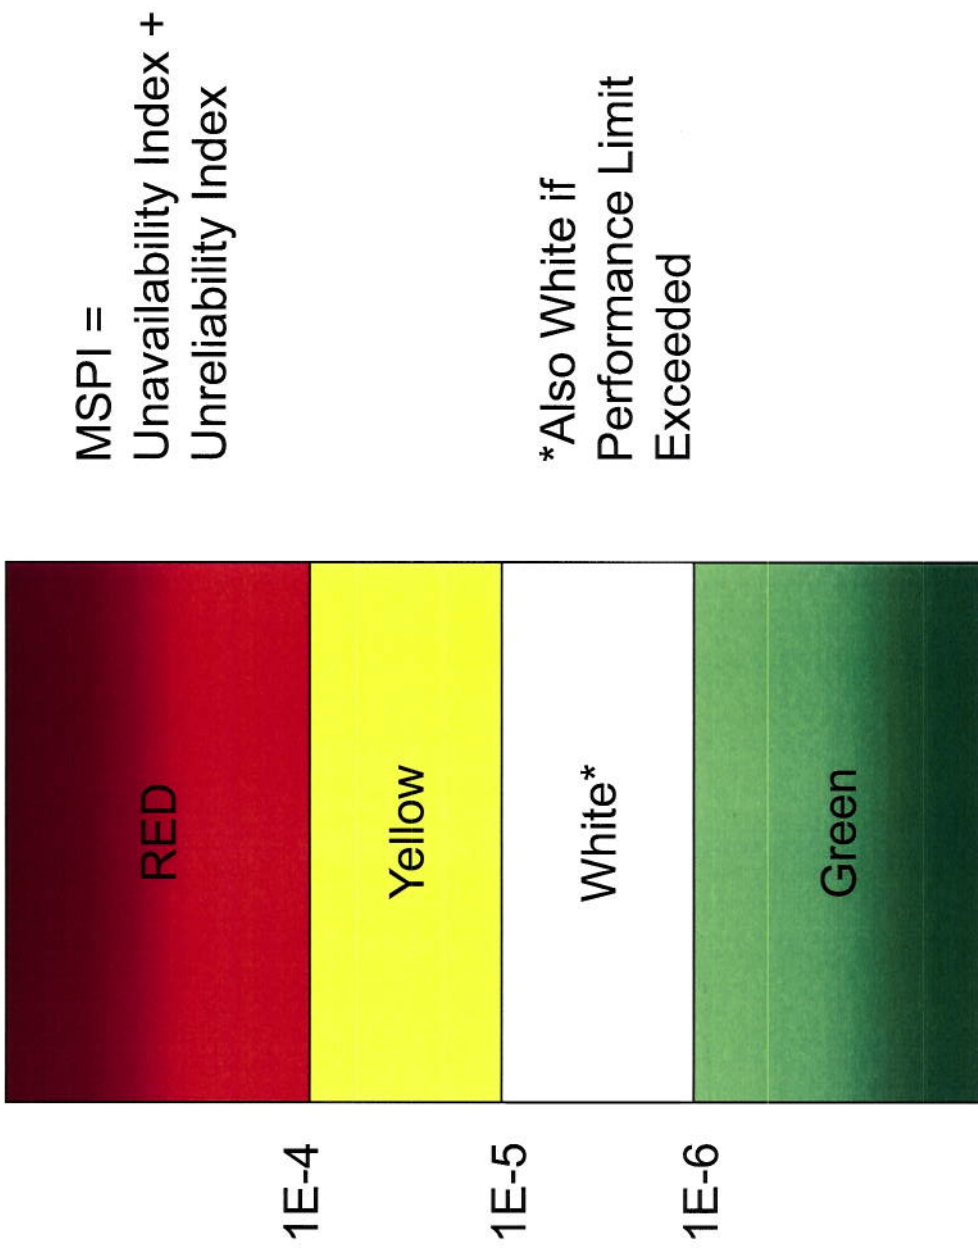 MSPI =
Unavailability Index +
Unreliability Index
*Also White if
Performance Limit
Exceeded
RED
Yellow
White*
Green
1E-4
1E-5
1E-6